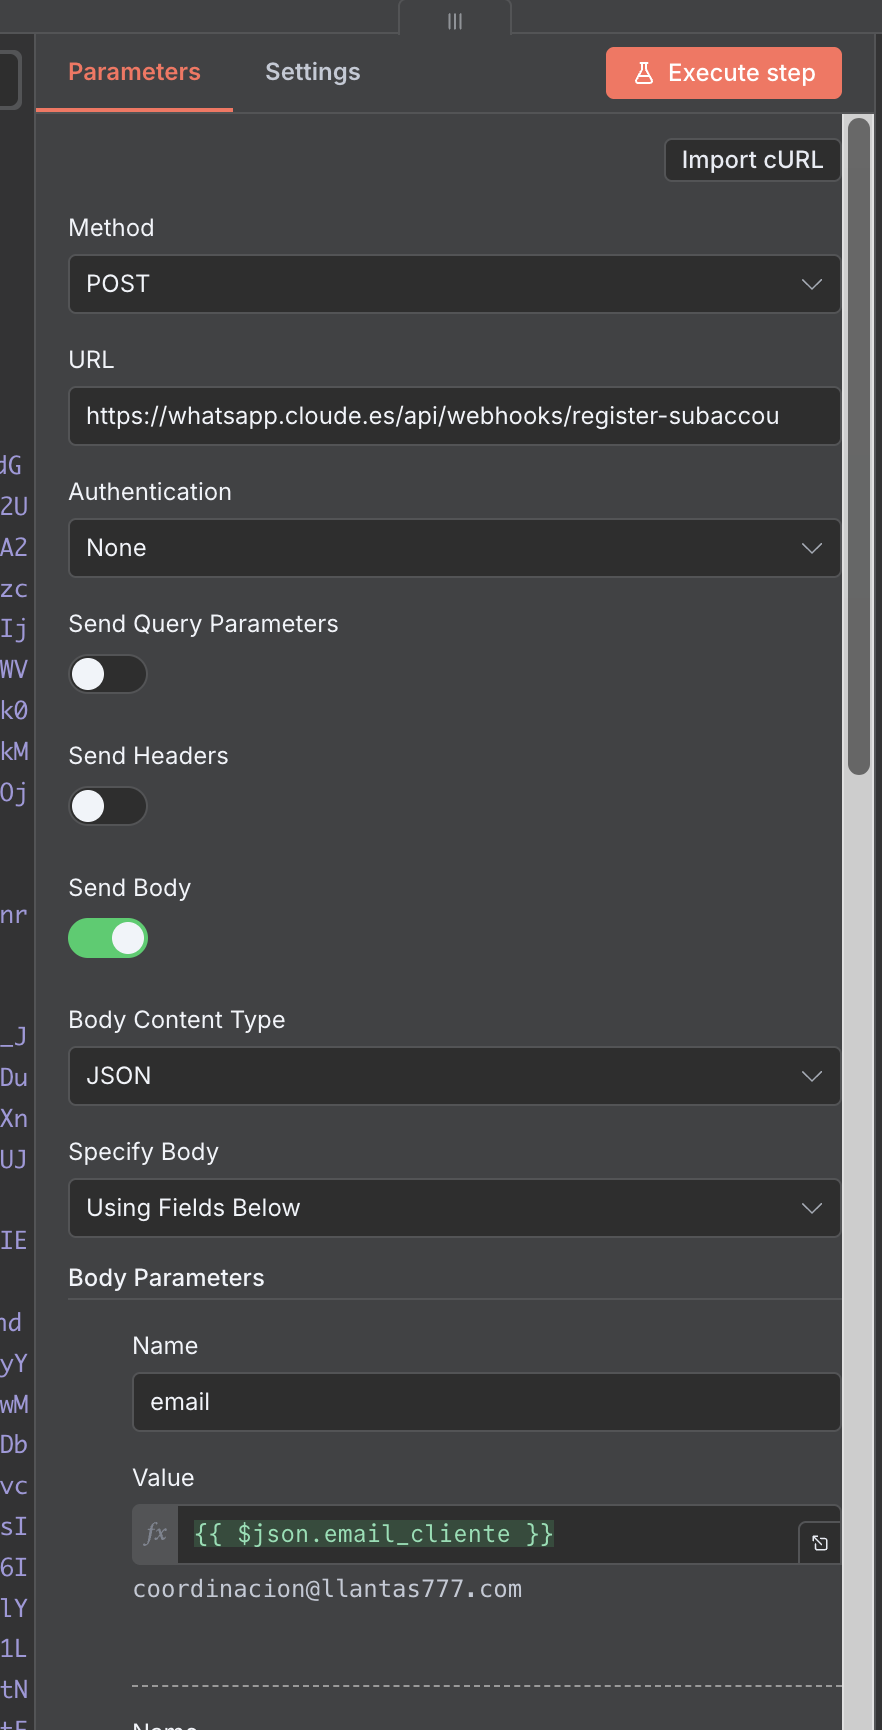 Parameters
Settings
Execute step
Import cURL
Method
POST
URL
https://whatsapp.cloude.es/api/webhooks/register-subaccou
Authentication
None
Send Query Parameters
Send Headers
Send Body
Body Content Type
JSON
Specify Body
Using Fields Below
Body Parameters
Name
email
Value
fx {{ $json.email_cliente }}
coordinacion@llantas777.com
dG
2U
A2
zc
Ij
WV
k0
kM
Oj
nr
_J
Du
Xn
UJ
IE
nd
yY
wM
Db
vc
sI
6I
lY
1L
tN